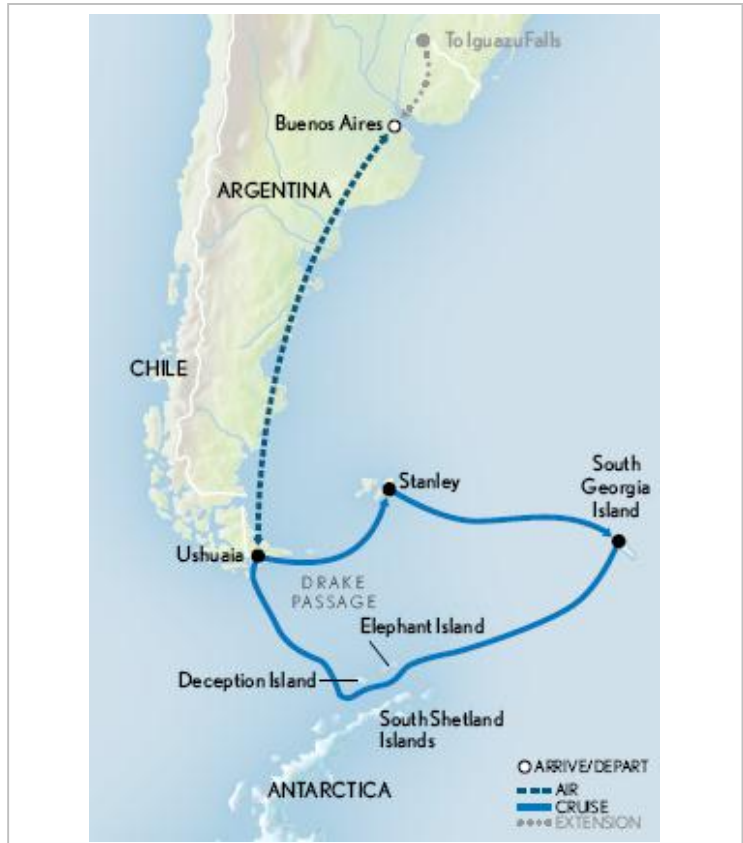 To Iguazu Falls
Buenos Aires
ARGENTINA
CHILE
Stanley
South
Georgia
Island
Ushuaia
DRAKE
PASSAGE
Elephant Island
Deception Island
South Shetland
Islands
ANTARCTICA
ARRIVE/DEPART
AIR
CRUISE
EXTENSION